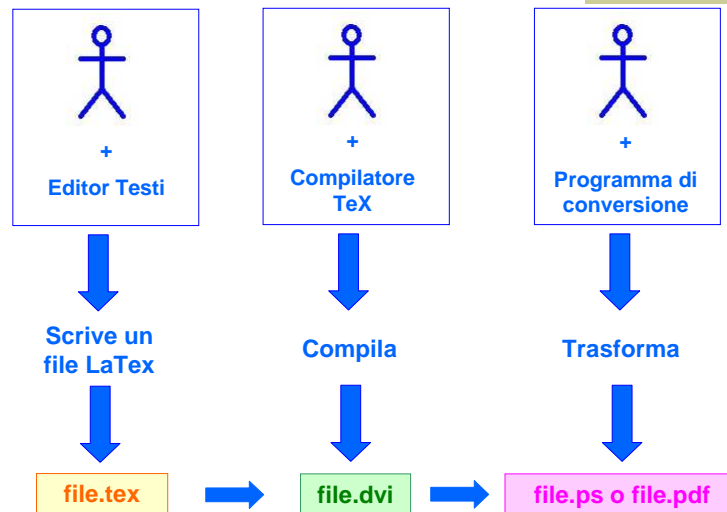 +
Editor Testi
+
Compilatore
TeX
+
Programma di
conversione
Scrive un
file LaTex
Compila
Trasforma
file.tex
file.dvi
file.ps o file.pdf